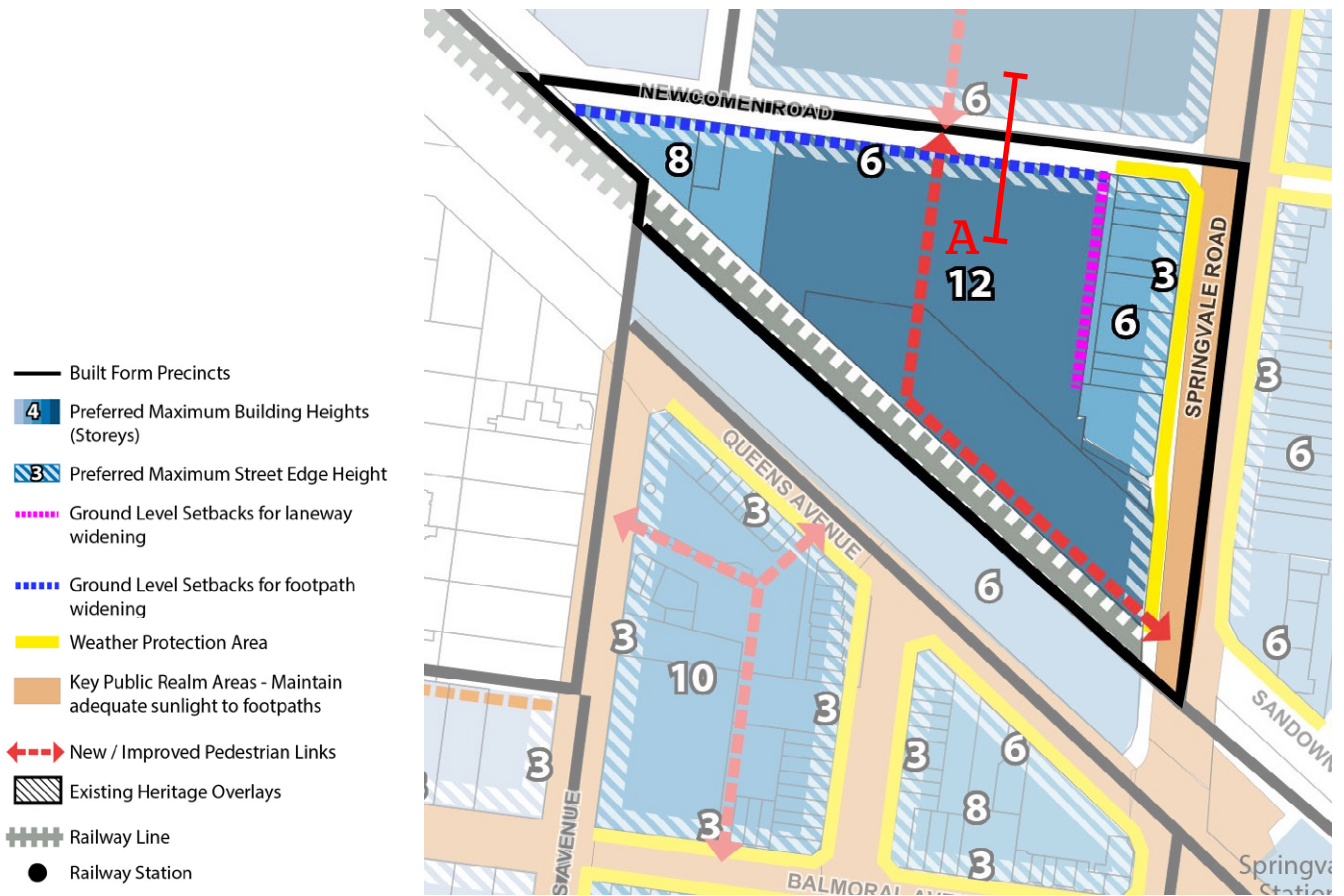 Built Form Precincts
4
Preferred Maximum Building Heights
(Storeys)
3
Preferred Maximum Street Edge Height
Ground Level Setbacks for laneway
widening
Ground Level Setbacks for footpath
widening
Weather Protection Area
Key Public Realm Areas - Maintain
adequate sunlight to footpaths
New / Improved Pedestrian Links
Existing Heritage Overlays
Railway Line
Railway Station
NEWCOMEN ROAD
6
8
6
A
12
3
6
SPRINGVALE ROAD
3
6
6
QUEENS AVENUE
3
6
3
10
3
3
3
3
6
8
3
SANDOWN
S AVENUE
BALMORAL AV
Springva
Station